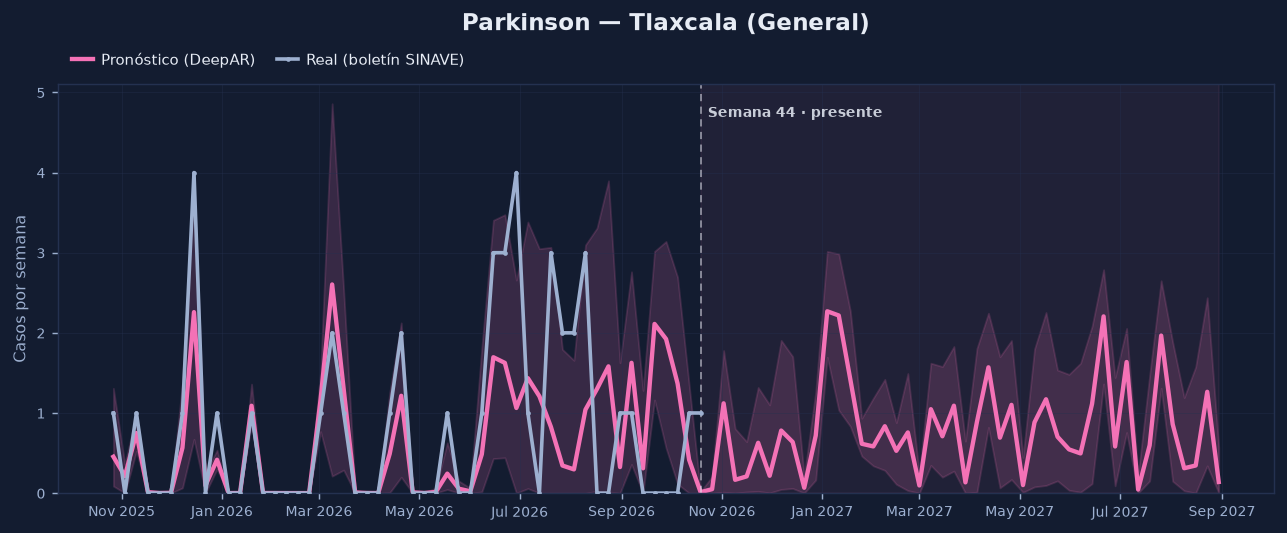 Parkinson — Tlaxcala (General)
Pronóstico (DeepAR)
Real (boletín SINAVE)
Semana 44 · presente
Casos por semana
5
4
3
2
1
0
Nov 2025
Jan 2026
Mar 2026
May 2026
Jul 2026
Sep 2026
Nov 2026
Jan 2027
Mar 2027
May 2027
Jul 2027
Sep 2027